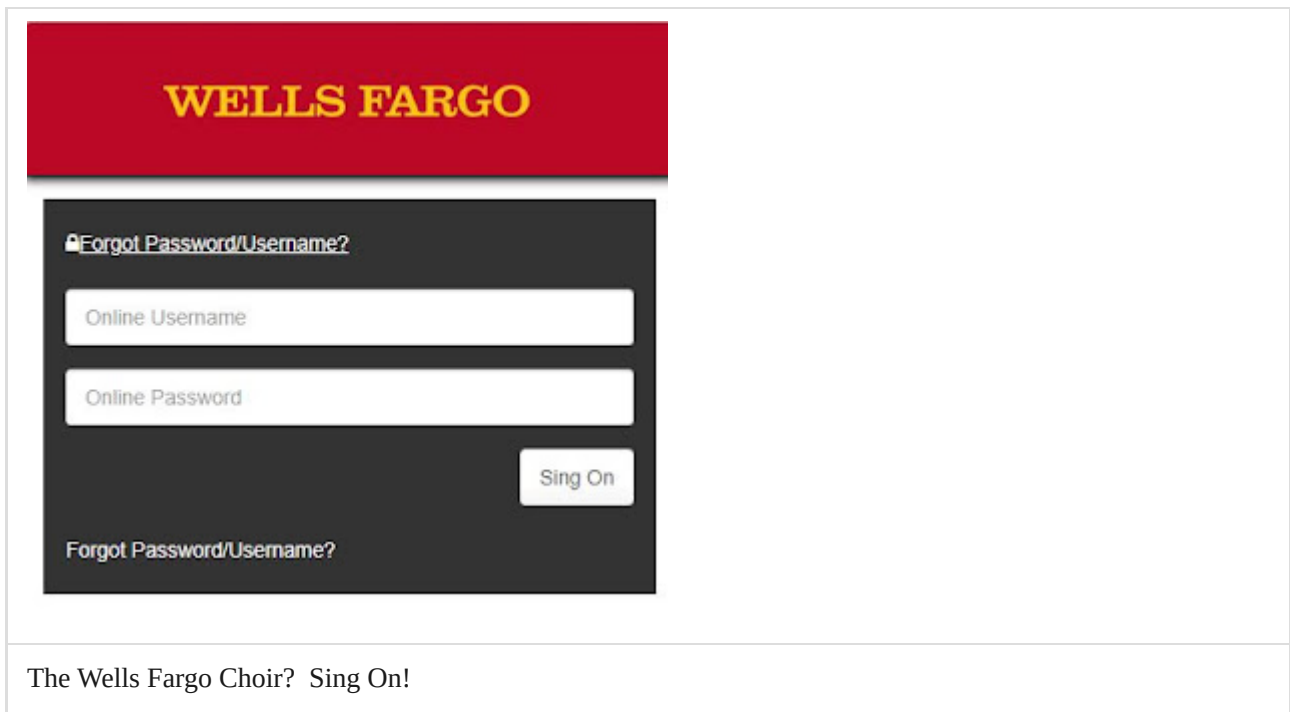 WELLS FARGO
Forgot Password/Username?
Online Username
Online Password
Sing On
Forgot Password/Username?
The Wells Fargo Choir?  Sing On!